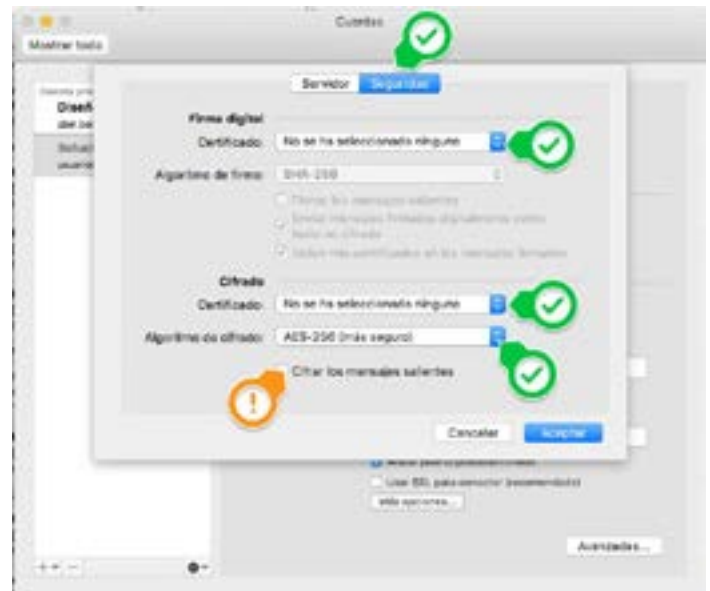 Cuentas
Mostrar todo
Servidor Seguridad
Firma digital
Certificado: No se ha seleccionado ninguno
Algoritmo de firma: SHA-256
Firmar los mensajes salientes
Enviar mensajes firmados digitalmente como
texto sin cifrado
Incluir mis certificados en los mensajes firmados
Cifrado
Certificado: No se ha seleccionado ninguno
Algoritmo de cifrado: AES-256 (más seguro)
Cifrar los mensajes salientes
Cancelar Aceptar
Usar SSL para conectar (recomendado)
Más opciones...
Avanzadas...